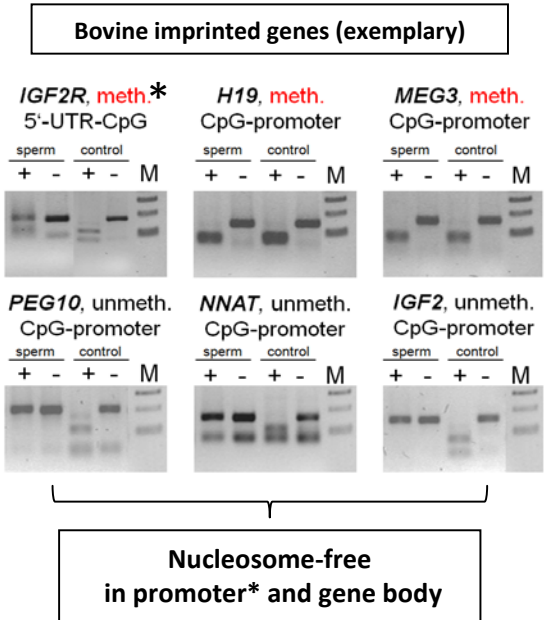 Bovine imprinted genes (exemplary)
IGF2R, meth.* H19, meth. MEG3, meth.
5‘-UTR-CpG CpG-promoter CpG-promoter
sperm control sperm control sperm control
+ - + - M + - + - M + - + - M
PEG10, unmeth. NNAT, unmeth. IGF2, unmeth.
CpG-promoter CpG-promoter CpG-promoter
sperm control sperm control sperm control
+ - + - M + - + - M + - + - M
Nucleosome-free
in promoter* and gene body